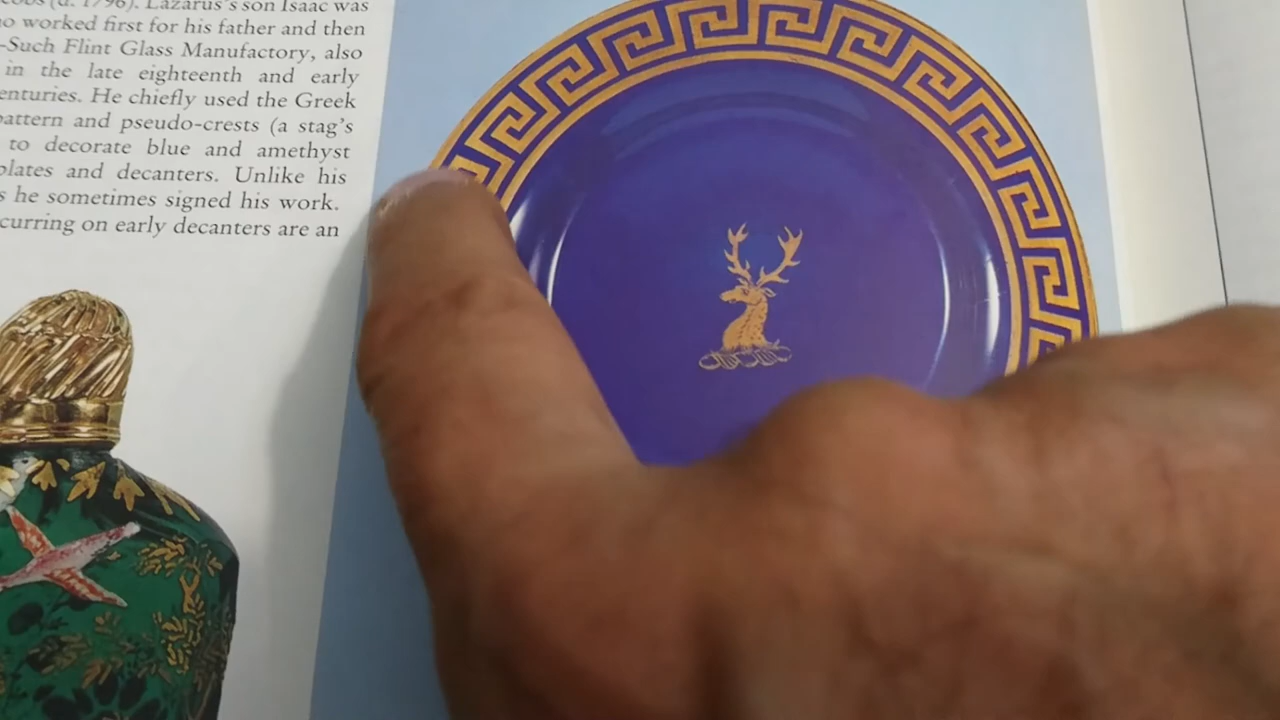 (d. 1796). Lazarus's son Isaac was
worked first for his father and then
-Such Flint Glass Manufactory, also
in the late eighteenth and early
enturies. He chiefly used the Greek
attern and pseudo-crests (a stag's
to decorate blue and amethyst
plates and decanters. Unlike his
s he sometimes signed his work.
curring on early decanters are an